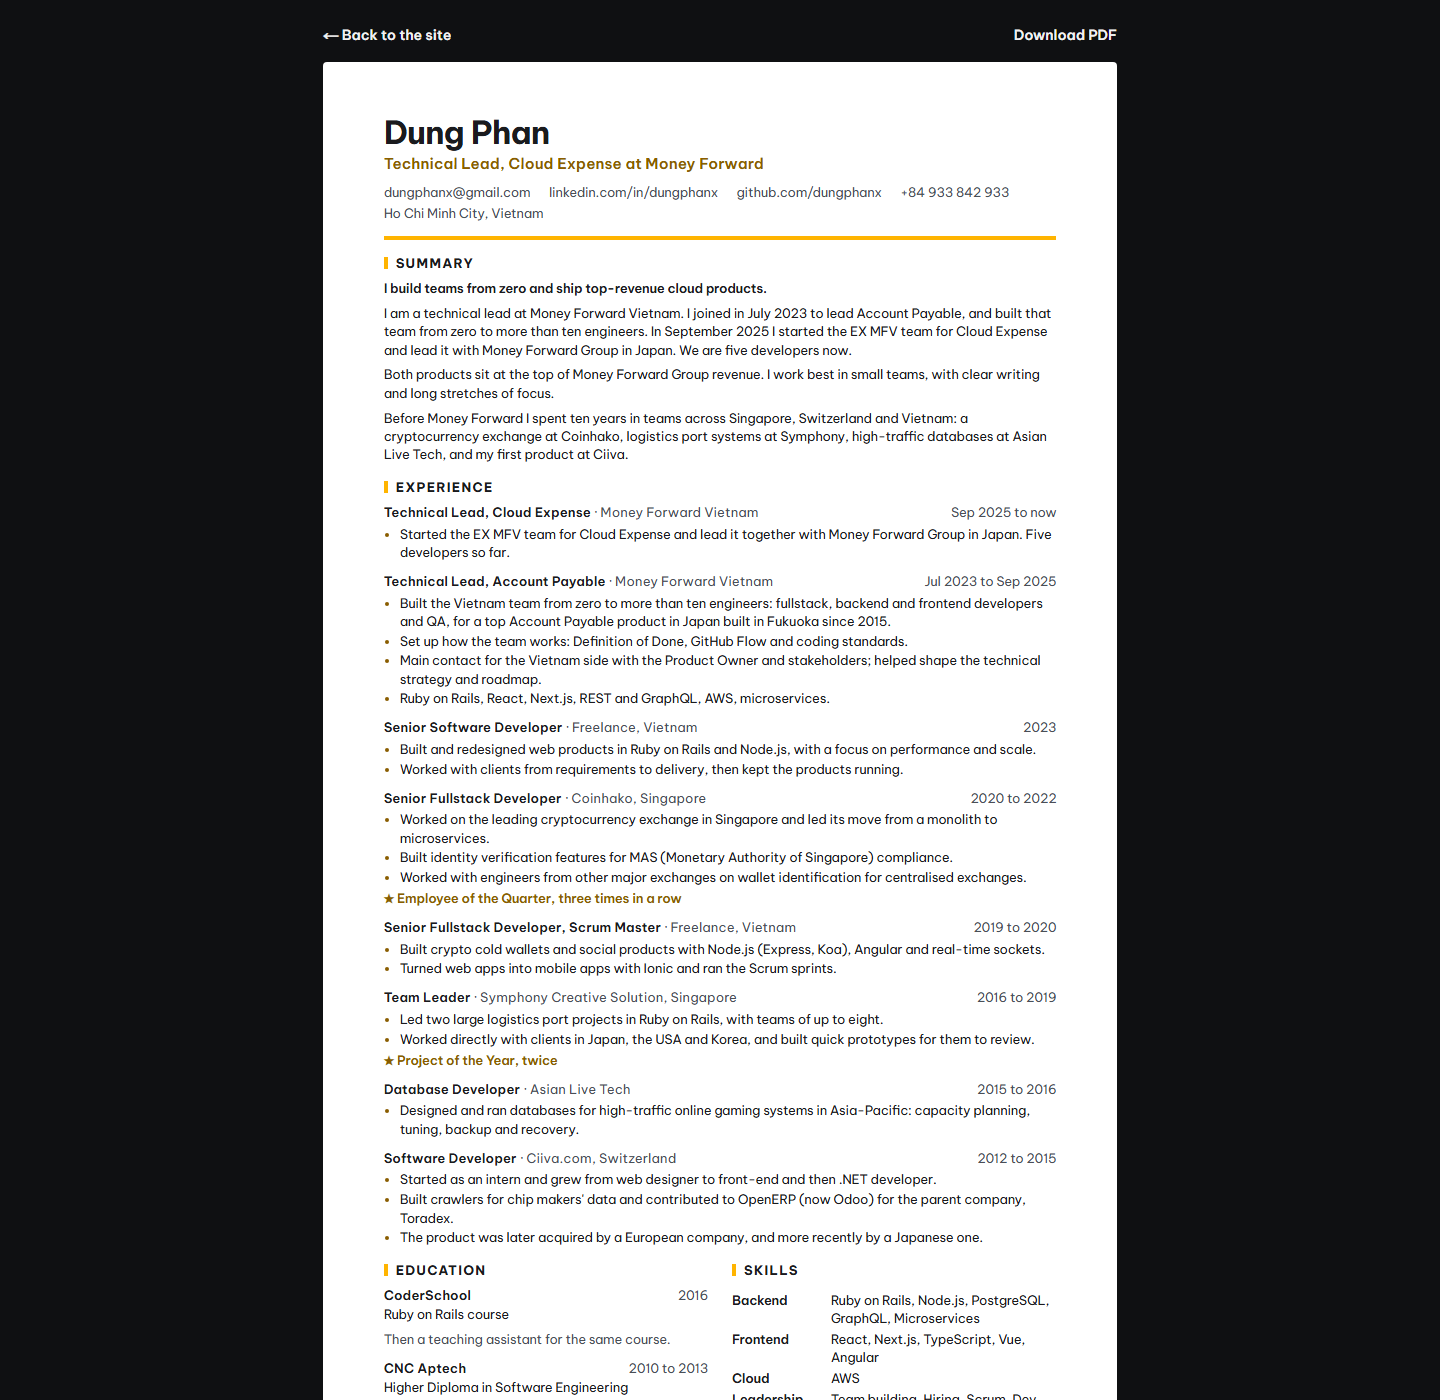 ← Back to the site
Download PDF
Dung Phan
Technical Lead, Cloud Expense at Money Forward
dungphanx@gmail.com linkedin.com/in/dungphanx github.com/dungphanx +84 933 842 933
Ho Chi Minh City, Vietnam
SUMMARY
I build teams from zero and ship top-revenue cloud products.
I am a technical lead at Money Forward Vietnam. I joined in July 2023 to lead Account Payable, and built that
team from zero to more than ten engineers. In September 2025 I started the EX MFV team for Cloud Expense
and lead it with Money Forward Group in Japan. We are five developers now.
Both products sit at the top of Money Forward Group revenue. I work best in small teams, with clear writing
and long stretches of focus.
Before Money Forward I spent ten years in teams across Singapore, Switzerland and Vietnam: a
cryptocurrency exchange at Coinhako, logistics port systems at Symphony, high-traffic databases at Asian
Live Tech, and my first product at Ciiva.
EXPERIENCE
Technical Lead, Cloud Expense · Money Forward Vietnam Sep 2025 to now
• Started the EX MFV team for Cloud Expense and lead it together with Money Forward Group in Japan. Five
developers so far.
Technical Lead, Account Payable · Money Forward Vietnam Jul 2023 to Sep 2025
• Built the Vietnam team from zero to more than ten engineers: fullstack, backend and frontend developers
and QA, for a top Account Payable product in Japan built in Fukuoka since 2015.
• Set up how the team works: Definition of Done, GitHub Flow and coding standards.
• Main contact for the Vietnam side with the Product Owner and stakeholders; helped shape the technical
strategy and roadmap.
• Ruby on Rails, React, Next.js, REST and GraphQL, AWS, microservices.
Senior Software Developer · Freelance, Vietnam 2023
• Built and redesigned web products in Ruby on Rails and Node.js, with a focus on performance and scale.
• Worked with clients from requirements to delivery, then kept the products running.
Senior Fullstack Developer · Coinhako, Singapore 2020 to 2022
• Worked on the leading cryptocurrency exchange in Singapore and led its move from a monolith to
microservices.
• Built identity verification features for MAS (Monetary Authority of Singapore) compliance.
• Worked with engineers from other major exchanges on wallet identification for centralised exchanges.
★ Employee of the Quarter, three times in a row
Senior Fullstack Developer, Scrum Master · Freelance, Vietnam 2019 to 2020
• Built crypto cold wallets and social products with Node.js (Express, Koa), Angular and real-time sockets.
• Turned web apps into mobile apps with Ionic and ran the Scrum sprints.
Team Leader · Symphony Creative Solution, Singapore 2016 to 2019
• Led two large logistics port projects in Ruby on Rails, with teams of up to eight.
• Worked directly with clients in Japan, the USA and Korea, and built quick prototypes for them to review.
★ Project of the Year, twice
Database Developer · Asian Live Tech 2015 to 2016
• Designed and ran databases for high-traffic online gaming systems in Asia-Pacific: capacity planning,
tuning, backup and recovery.
Software Developer · Ciiva.com, Switzerland 2012 to 2015
• Started as an intern and grew from web designer to front-end and then .NET developer.
• Built crawlers for chip makers' data and contributed to OpenERP (now Odoo) for the parent company,
Toradex.
• The product was later acquired by a European company, and more recently by a Japanese one.
EDUCATION
CoderSchool 2016
Ruby on Rails course
Then a teaching assistant for the same course.
CNC Aptech 2010 to 2013
Higher Diploma in Software Engineering
SKILLS
Backend Ruby on Rails, Node.js, PostgreSQL,
GraphQL, Microservices
Frontend React, Next.js, TypeScript, Vue,
Angular
Cloud AWS
Leadership Team building, Hiring, Scrum, Dev